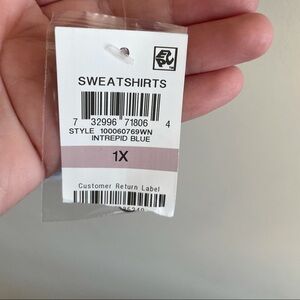 SWEATSHIRTS
7 32996 71806 4
STYLE 100060769WN
INTREPID BLUE
1X
Customer Return Label